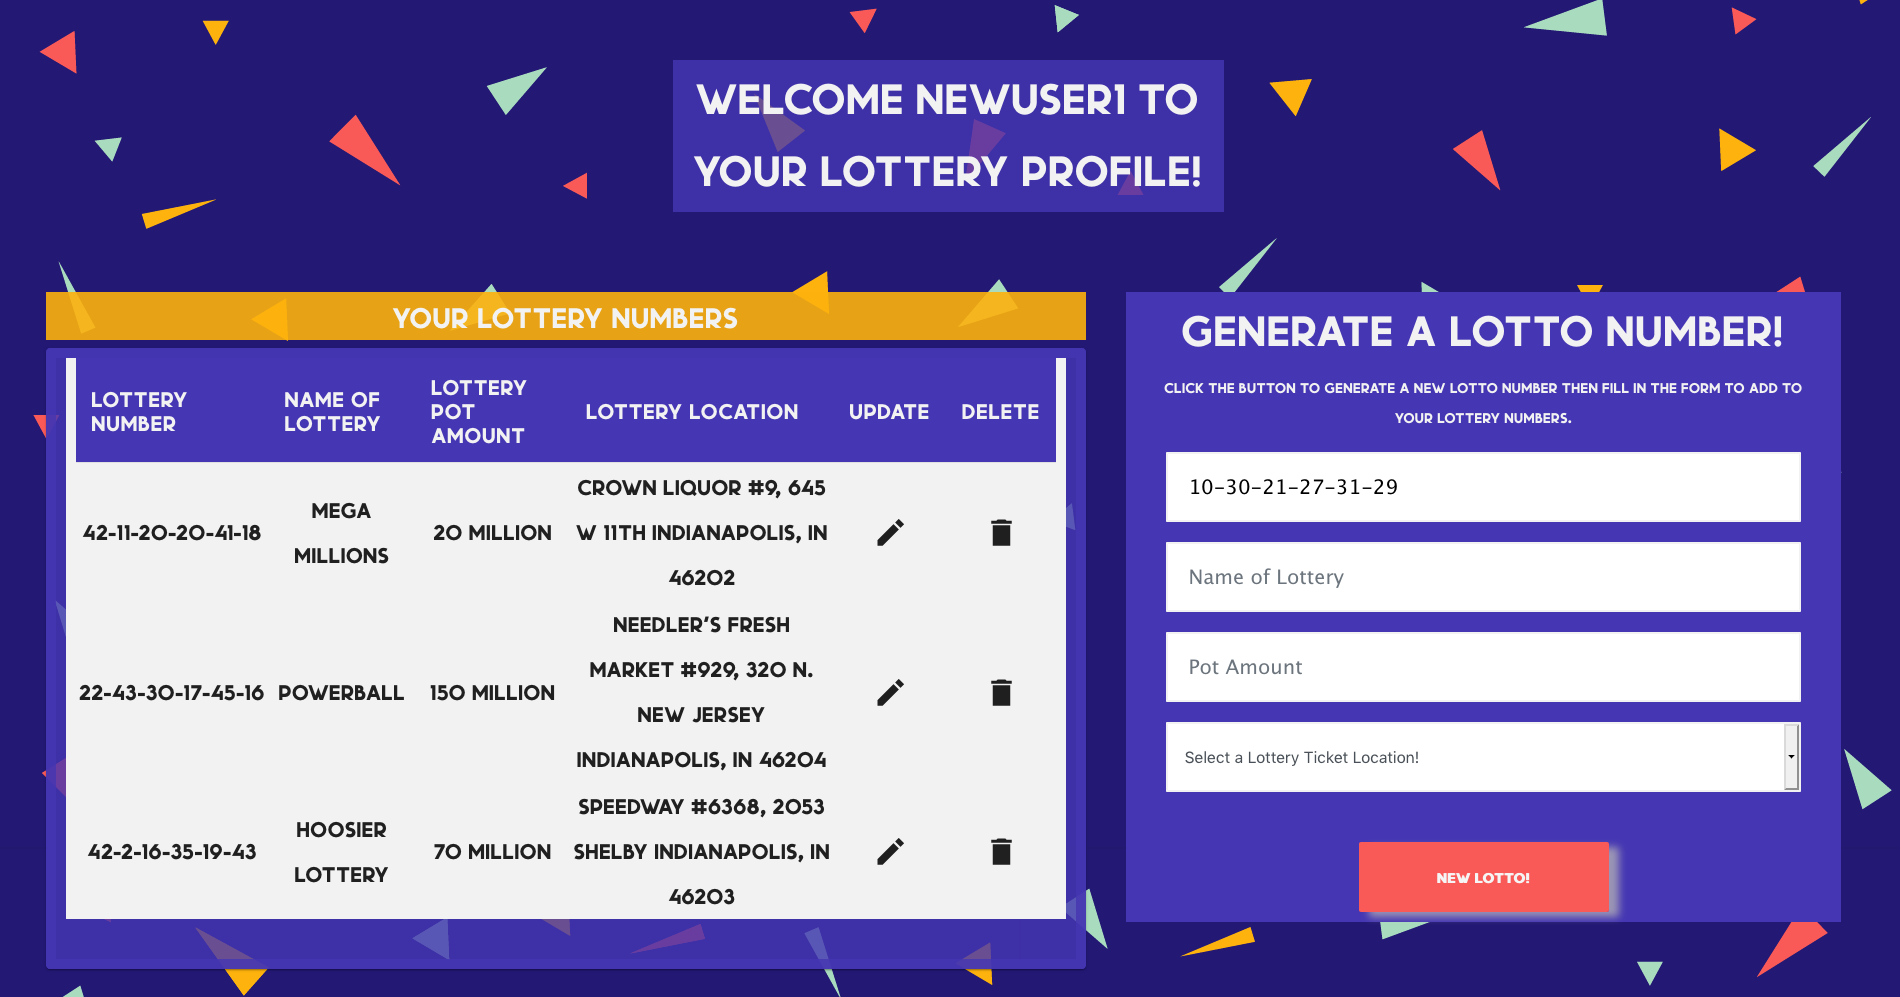 WELCOME NEWUSER1 TO
YOUR LOTTERY PROFILE!
YOUR LOTTERY NUMBERS
LOTTERY
NUMBER
NAME OF
LOTTERY
LOTTERY
POT
AMOUNT
LOTTERY LOCATION
UPDATE
DELETE
42-11-20-20-41-18
MEGA
MILLIONS
20 MILLION
CROWN LIQUOR #9, 645
W 11TH INDIANAPOLIS, IN
46202
22-43-30-17-45-16
POWERBALL
150 MILLION
NEEDLER'S FRESH
MARKET #929, 320 N.
NEW JERSEY
INDIANAPOLIS, IN 46204
42-2-16-35-19-43
HOOSIER
LOTTERY
70 MILLION
SPEEDWAY #6368, 2053
SHELBY INDIANAPOLIS, IN
46203
GENERATE A LOTTO NUMBER!
CLICK THE BUTTON TO GENERATE A NEW LOTTO NUMBER THEN FILL IN THE FORM TO ADD TO
YOUR LOTTERY NUMBERS.
10-30-21-27-31-29
Name of Lottery
Pot Amount
Select a Lottery Ticket Location!
NEW LOTTO!